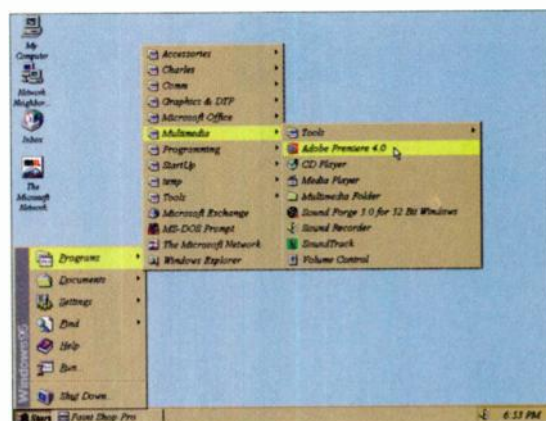 My
Computer
Network
Neighbor...
Inbox
The
Microsoft
Network
Accessories
Charles
Comm
Graphics & DTP
Microsoft Office
Multimedia
Programming
StartUp
temp
Tools
Microsoft Exchange
MS-DOS Prompt
The Microsoft Network
Windows Explorer
Tools
Adobe Premiere 4.0
CD Player
Media Player
Multimedia Folder
Sound Forge 3.0 for 32 Bit Windows
Sound Recorder
SoundTrack
Volume Control
Programs
Documents
Settings
Find
Help
Run...
Shut Down...
Windows95
Start
Paint Shop Pro
6:53 PM